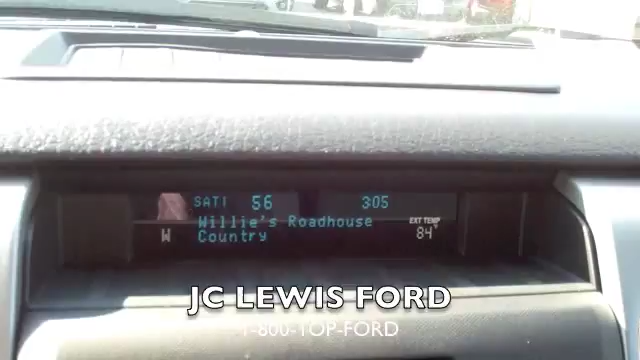 SAT1 56 305
Willie's Roadhouse
EXT TEMP
W Country 84°
JC LEWIS FORD
1-800-TOP-FORD